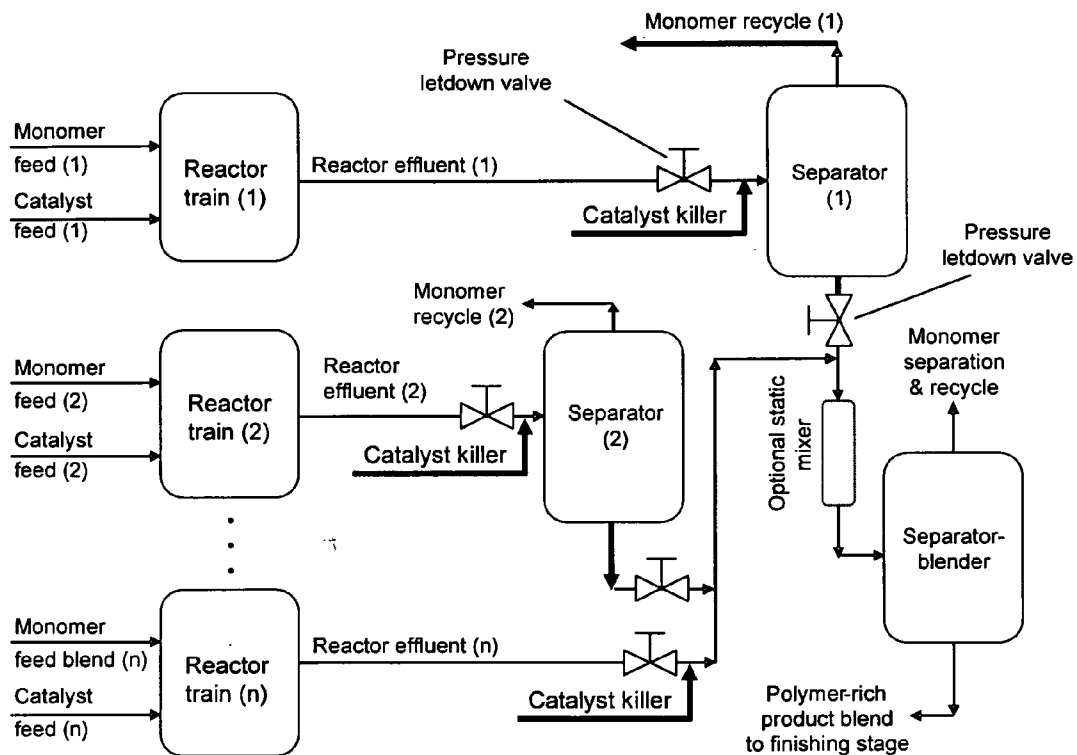 Monomer recycle (1)
Pressure
letdown valve
Monomer
feed (1)
Catalyst
feed (1)
Reactor
train (1)
Reactor effluent (1)
Catalyst killer
Separator
(1)
Pressure
letdown valve
Monomer
recycle (2)
Monomer
feed (2)
Catalyst
feed (2)
Reactor
train (2)
Reactor
effluent (2)
Catalyst killer
Separator
(2)
Monomer
separation
& recycle
Optional static
mixer
Separator-
blender
Monomer
feed blend (n)
Catalyst
feed (n)
Reactor
train (n)
Reactor effluent (n)
Catalyst killer
Polymer-rich
product blend
to finishing stage